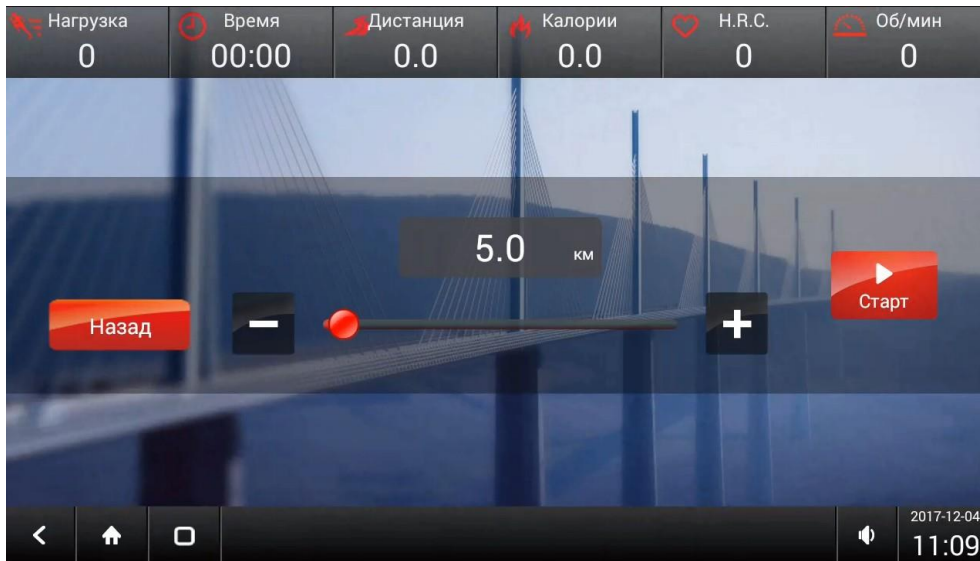 Нагрузка
0
Время
00:00
Дистанция
0.0
Калории
0.0
H.R.C.
0
Об/мин
0
5.0 км
Старт
Назад
2017-12-04
11:09